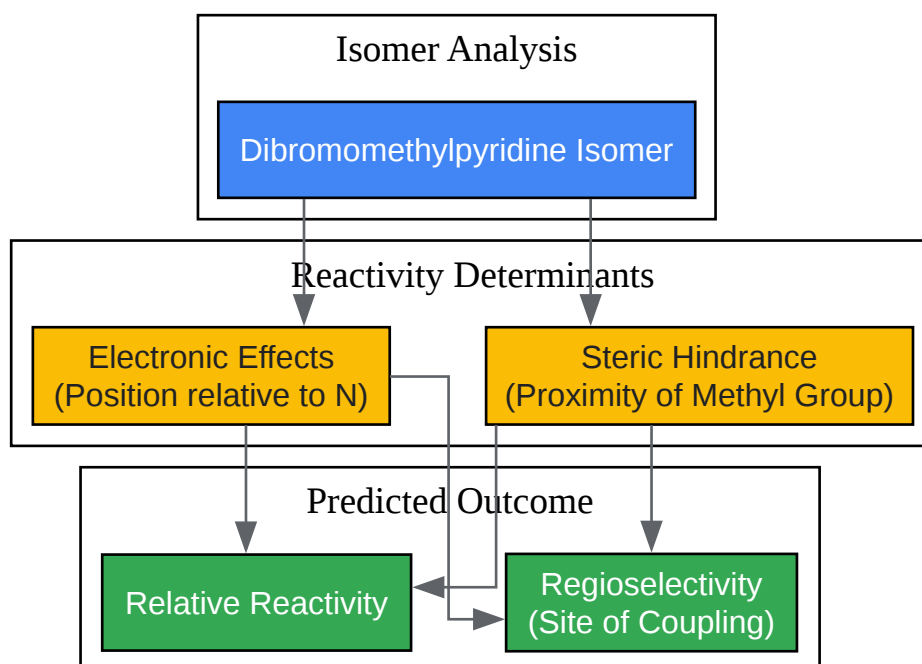 Isomer Analysis
Dibromomethylpyridine Isomer
Reactivity Determinants
Electronic Effects
(Position relative to N)
Steric Hindrance
(Proximity of Methyl Group)
Predicted Outcome
Relative Reactivity
Regioselectivity
(Site of Coupling)